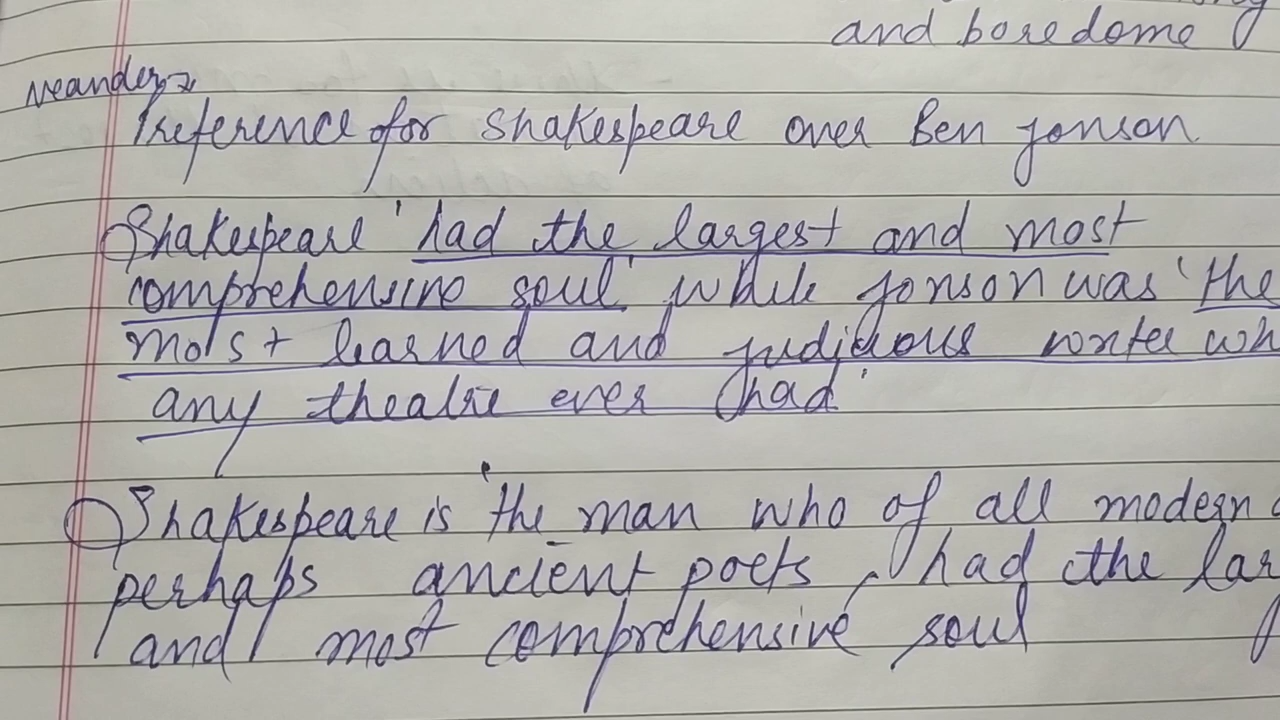 and boredome
Neander
Preference for Shakespeare over Ben Jonson
Shakespeare 'had the largest and most
comprehensive soul' while Jonson was 'the
most learned and judicious writer wh
any theatre ever had'
Shakespeare is 'the man who of all modern
perhaps ancient poets, had the lar
and most comprehensive soul